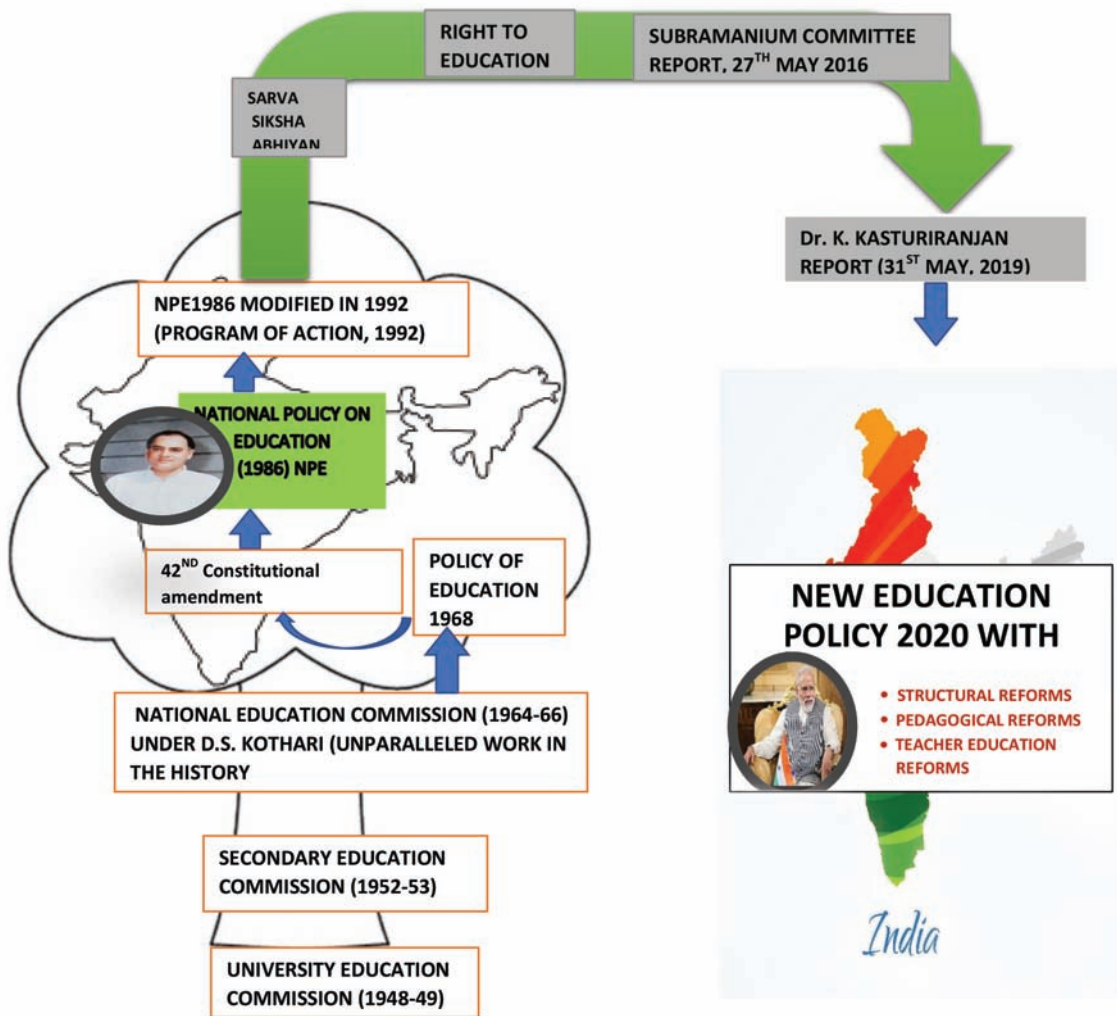 RIGHT TO
EDUCATION
SUBRAMANIUM COMMITTEE
REPORT, 27TH MAY 2016
SARVA
SIKSHA
ABHIYAN
Dr. K. KASTURIRANJAN
REPORT (31ST MAY, 2019)
NPE1986 MODIFIED IN 1992
(PROGRAM OF ACTION, 1992)
NATIONAL POLICY ON
EDUCATION
(1986) NPE
42ND Constitutional
amendment
POLICY OF
EDUCATION
1968
NATIONAL EDUCATION COMMISSION (1964-66)
UNDER D.S. KOTHARI (UNPARALLELED WORK IN
THE HISTORY
SECONDARY EDUCATION
COMMISSION (1952-53)
UNIVERSITY EDUCATION
COMMISSION (1948-49)
NEW EDUCATION
POLICY 2020 WITH
• STRUCTURAL REFORMS
• PEDAGOGICAL REFORMS
• TEACHER EDUCATION
REFORMS
India